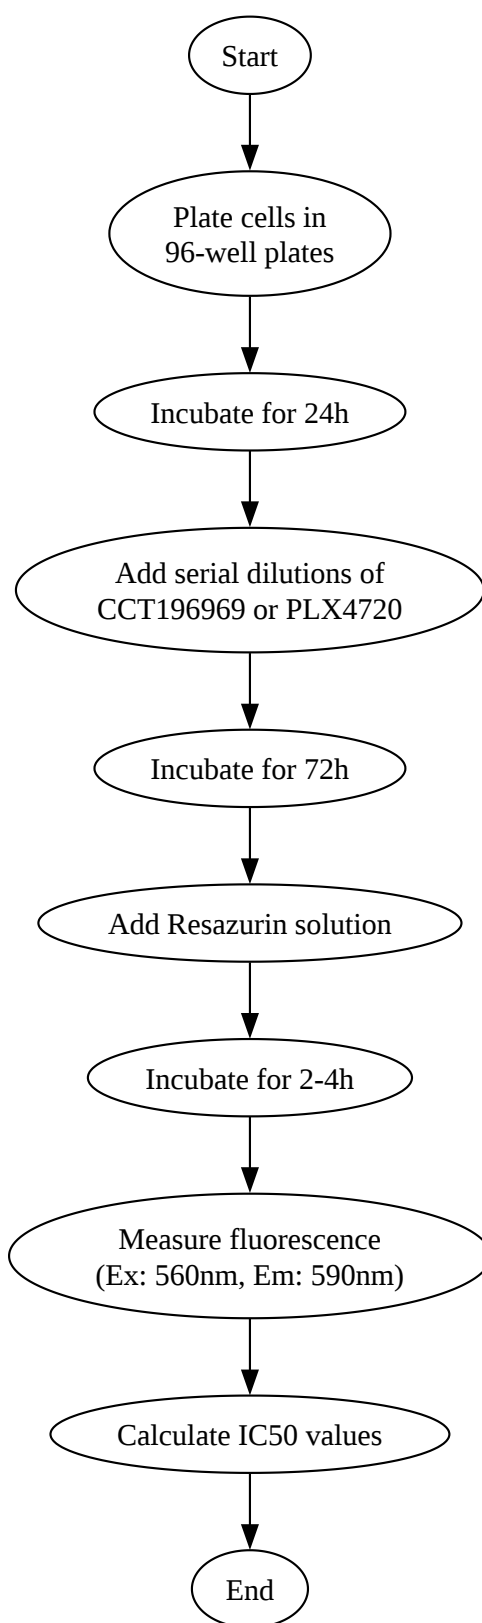 Start
Plate cells in
96-well plates
Incubate for 24h
Add serial dilutions of
CCT196969 or PLX4720
Incubate for 72h
Add Resazurin solution
Incubate for 2-4h
Measure fluorescence
(Ex: 560nm, Em: 590nm)
Calculate IC50 values
End